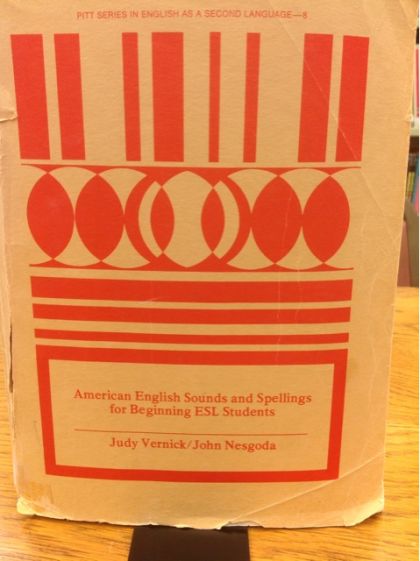 PITT SERIES IN ENGLISH AS A SECOND LANGUAGE—8
American English Sounds and Spellings
for Beginning ESL Students
Judy Vernick/John Nesgoda